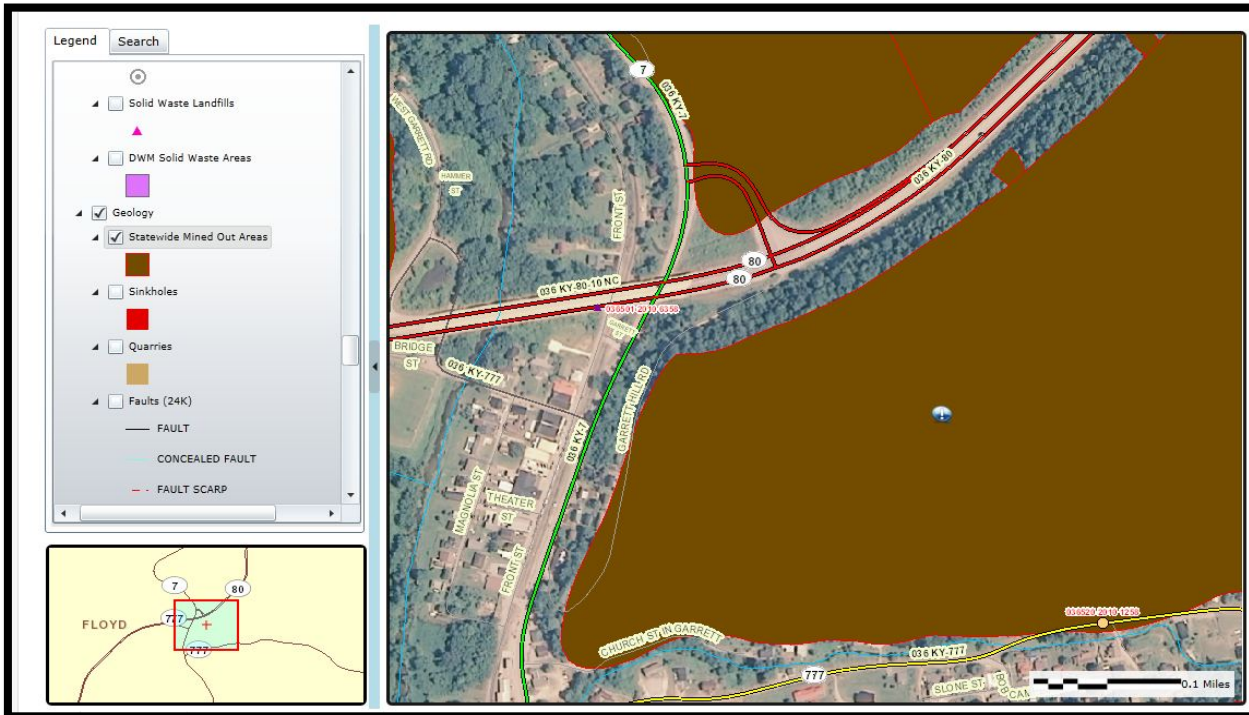 Legend
Search
Solid Waste Landfills
DWM Solid Waste Areas
Geology
Statewide Mined Out Areas
Sinkholes
Quarries
Faults (24K)
FAULT
CONCEALED FAULT
FAULT SCARP
7
80
FLOYD
777
777
7
036 KY-7
WEST GARRETT RD
HAMMER
ST
FRONT ST
036 KY-80
80
80
036 KY-80-10 NC
GARRETT
ST
BRIDGE
ST
036 KY-777
GARRETT HILL RD
036 KY-7
MAGNOLIA ST
THEATER
ST
FRONT ST
CHURCH ST IN GARRETT
036 KY-777
777
SLONE ST
0.1 Miles